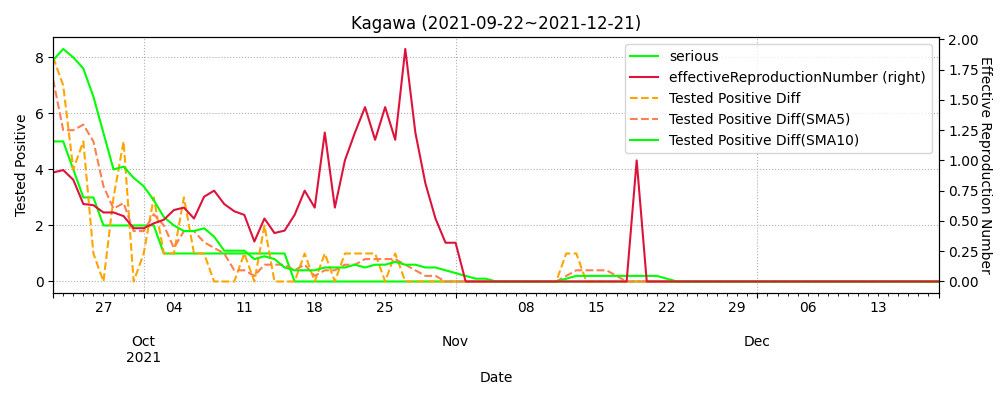 Kagawa (2021-09-22~2021-12-21)
serious
effectiveReproductionNumber (right)
Tested Positive Diff
Tested Positive Diff(SMA5)
Tested Positive Diff(SMA10)
Tested Positive
8
6
4
2
0
2.00
1.75
1.50
1.25
1.00
0.75
0.50
0.25
0.00
Effective Reproduction Number
27 04 11 18 25 08 15 22 29 06 13
Oct Nov Dec
2021
Date